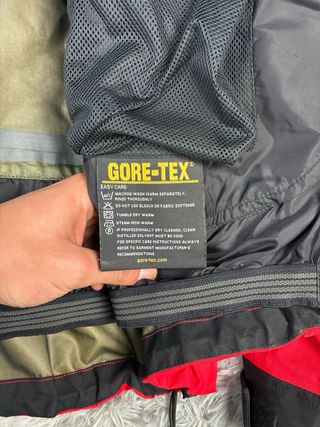 GORE-TEX®
EASY CARE:
MACHINE WASH WARM SEPARATELY,
RINSE THOROUGHLY
DO NOT USE BLEACH OR FABRIC SOFTENER
TUMBLE DRY WARM
STEAM IRON WARM
IF PROFESSIONALLY DRY CLEANED, CLEAN
DISTILLED SOLVENT MUST BE USED
FOR SPECIFIC CARE INSTRUCTIONS ALWAYS
REFER TO GARMENT MANUFACTURER'S
RECOMMENDATIONS
gore-tex.com